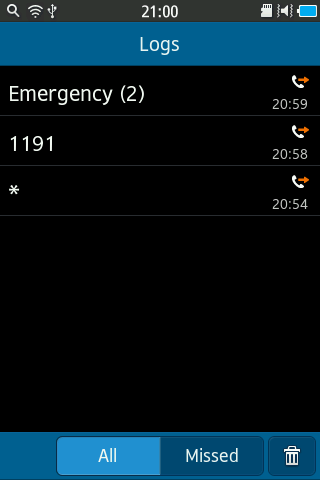 21:00
Logs
Emergency (2)
20:59
1191
20:58
*
20:54
All Missed